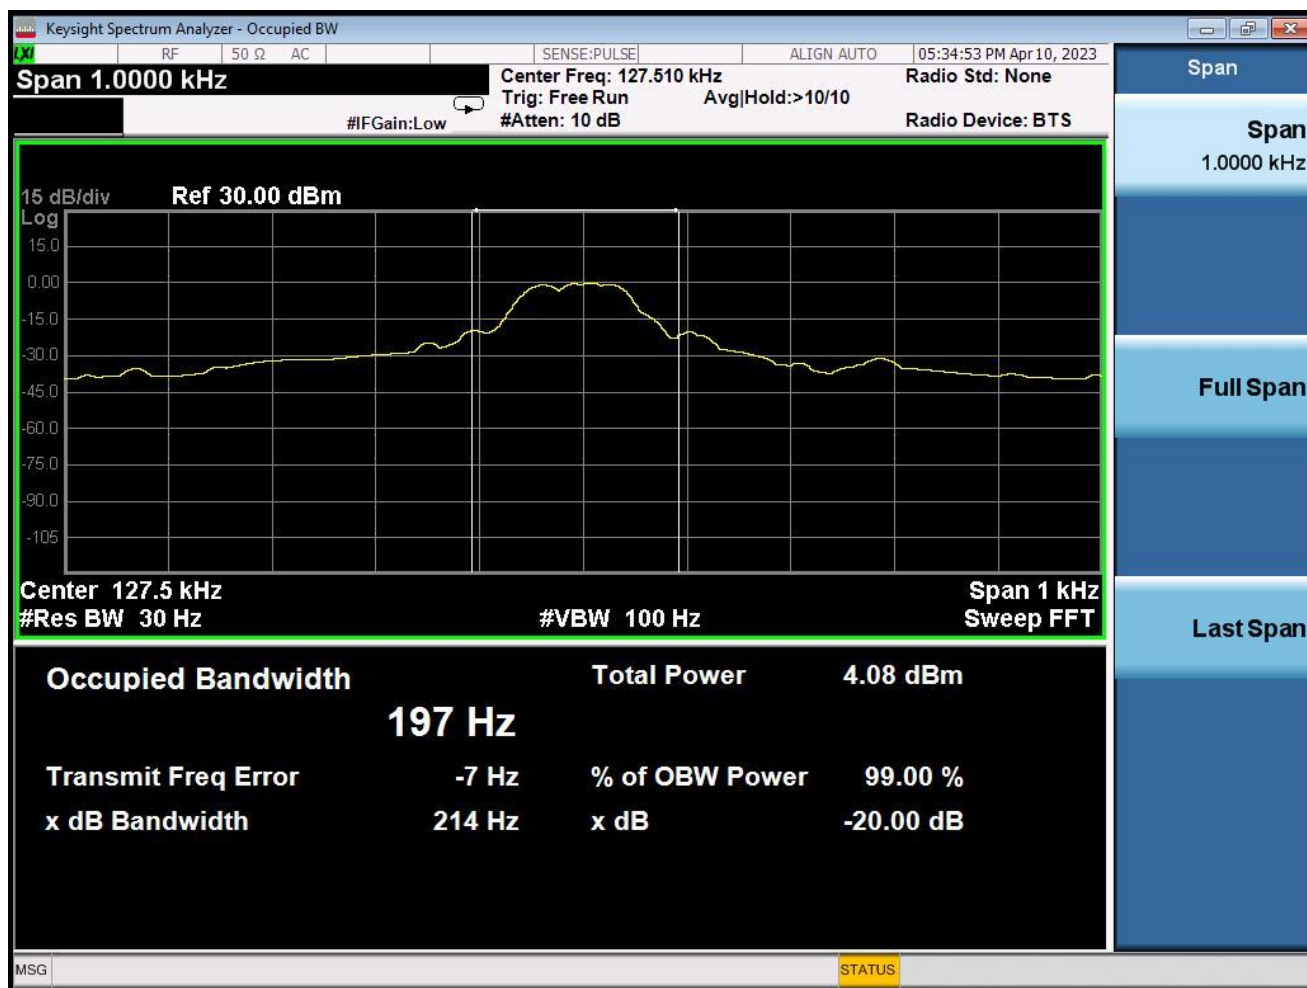 Keysight Spectrum Analyzer - Occupied BW
LXI RF 50 Ω AC SENSE:PULSE ALIGN AUTO 05:34:53 PM Apr 10, 2023
Span 1.0000 kHz
Center Freq: 127.510 kHz Radio Std: None
Trig: Free Run Avg|Hold:>10/10
#IFGain:Low #Atten: 10 dB Radio Device: BTS
15 dB/div Ref 30.00 dBm
Log
15.0
0.00
-15.0
-30.0
-45.0
-60.0
-75.0
-90.0
-105
Center 127.5 kHz Span 1 kHz
#Res BW 30 Hz #VBW 100 Hz Sweep FFT
Occupied Bandwidth Total Power 4.08 dBm
197 Hz
Transmit Freq Error -7 Hz % of OBW Power 99.00 %
x dB Bandwidth 214 Hz x dB -20.00 dB
MSG STATUS
Span
Span
1.0000 kHz
Full Span
Last Span